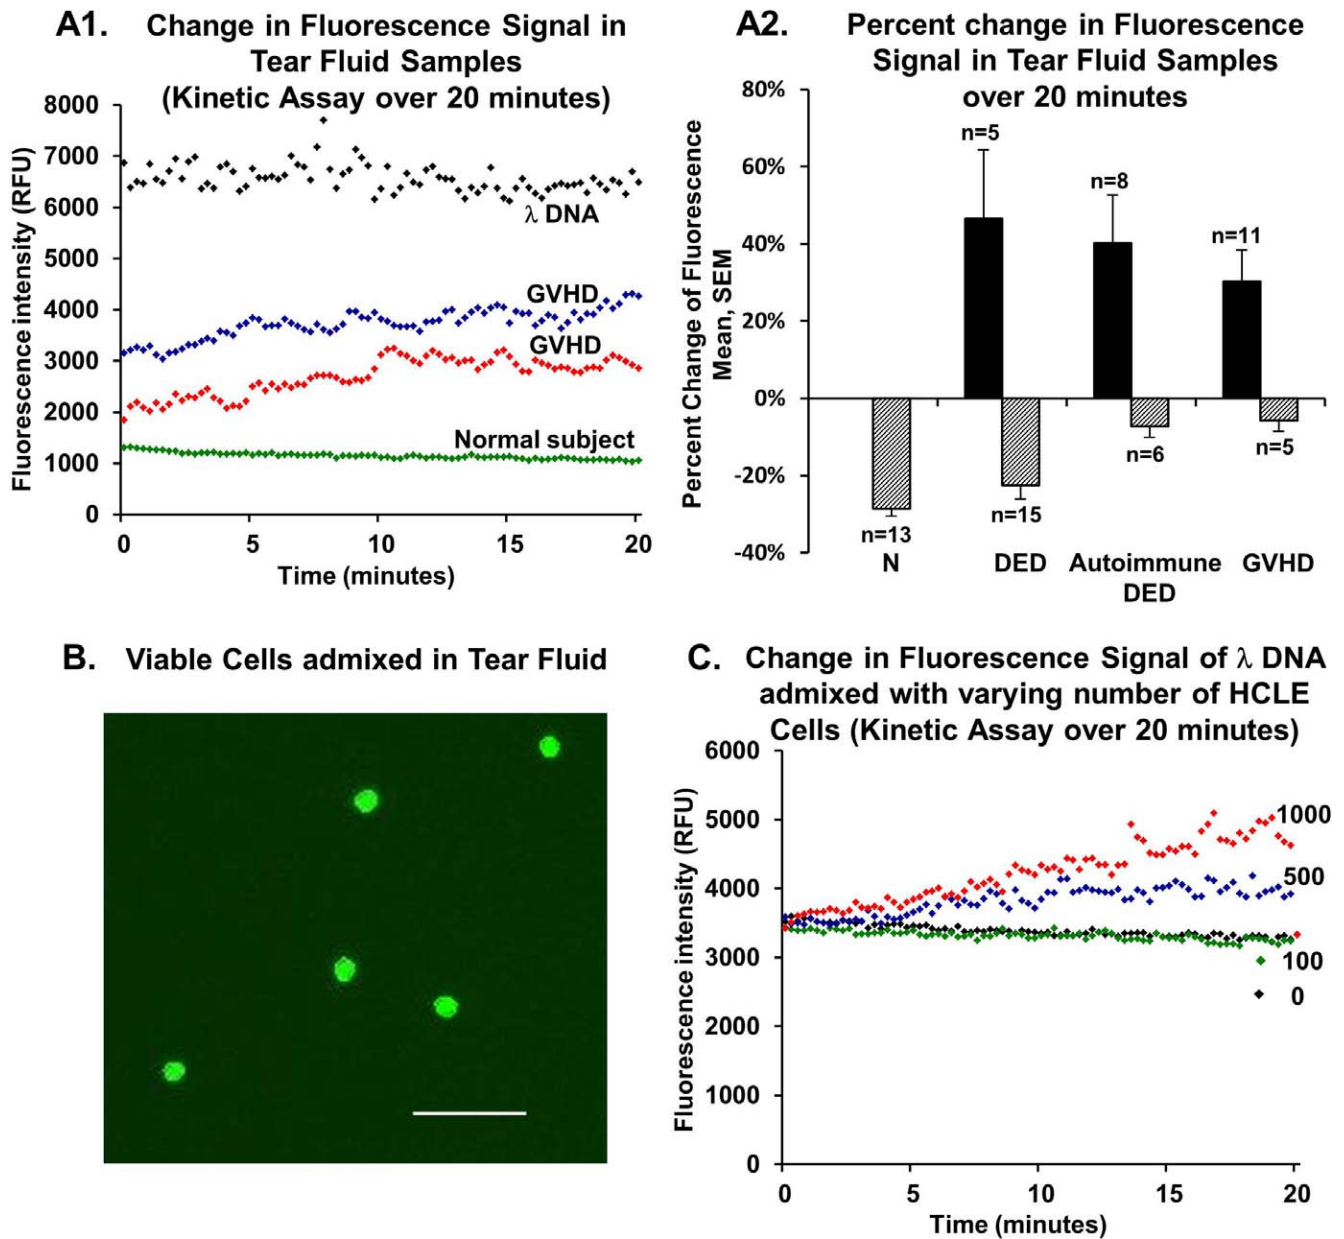 A1. Change in Fluorescence Signal in
Tear Fluid Samples
(Kinetic Assay over 20 minutes)
Fluorescence intensity (RFU)
8000
7000
6000
5000
4000
3000
2000
1000
0
λ DNA
GVHD
GVHD
Normal subject
0 5 10 15 20
Time (minutes)
A2. Percent change in Fluorescence
Signal in Tear Fluid Samples
over 20 minutes
Percent Change of Fluorescence
Mean, SEM
80%
60%
40%
20%
0%
-20%
-40%
n=5
n=8
n=11
n=13
n=15
n=6
n=5
N DED Autoimmune GVHD
DED
B. Viable Cells admixed in Tear Fluid
C. Change in Fluorescence Signal of λ DNA
admixed with varying number of HCLE
Cells (Kinetic Assay over 20 minutes)
Fluorescence intensity (RFU)
6000
5000
4000
3000
2000
1000
0
1000
500
100
0
0 5 10 15 20
Time (minutes)